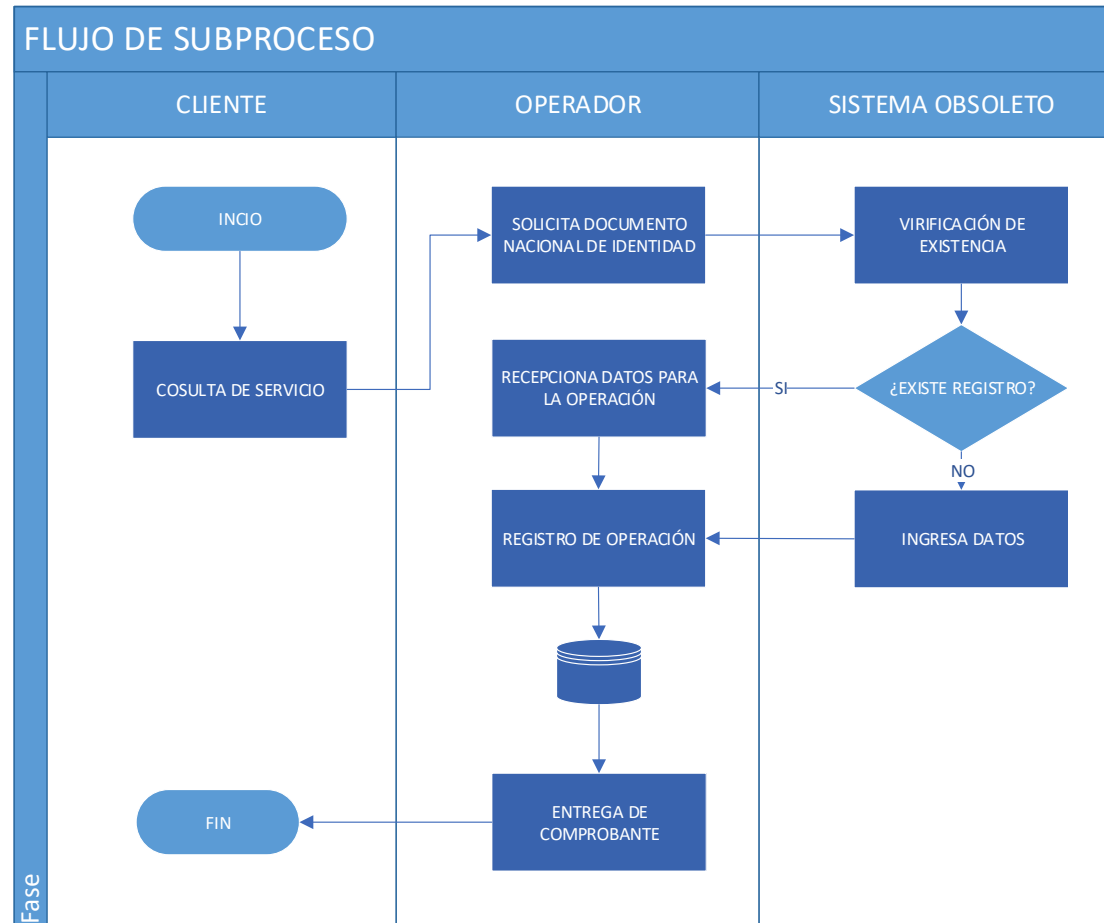 FLUJO DE SUBPROCESO
CLIENTE
OPERADOR
SISTEMA OBSOLETO
INCIO
SOLICITA DOCUMENTO
NACIONAL DE IDENTIDAD
VIRIFICACIÓN DE
EXISTENCIA
COSULTA DE SERVICIO
RECEPCIONA DATOS PARA
LA OPERACIÓN
SI
¿EXISTE REGISTRO?
NO
REGISTRO DE OPERACIÓN
INGRESA DATOS
FIN
ENTREGA DE
COMPROBANTE
Fase